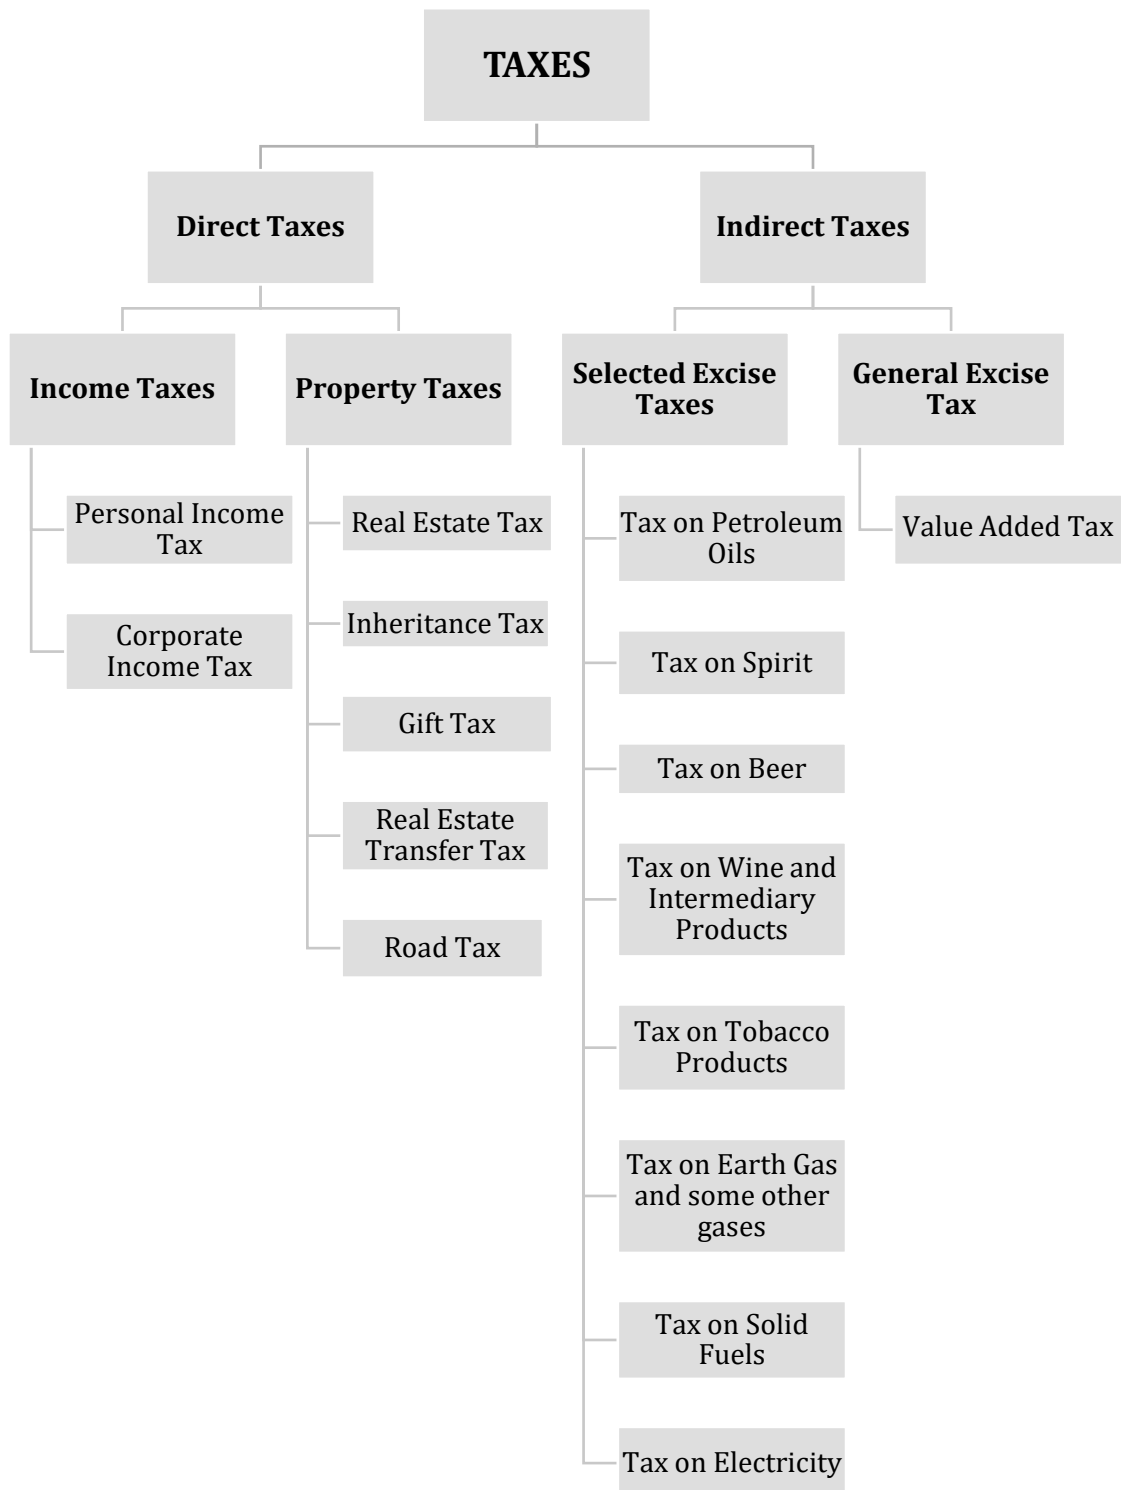 TAXES
Direct Taxes
Indirect Taxes
Income Taxes
Property Taxes
Selected Excise
Taxes
General Excise
Tax
Personal Income
Tax
Corporate
Income Tax
Real Estate Tax
Inheritance Tax
Gift Tax
Real Estate
Transfer Tax
Road Tax
Tax on Petroleum
Oils
Tax on Spirit
Tax on Beer
Tax on Wine and
Intermediary
Products
Tax on Tobacco
Products
Tax on Earth Gas
and some other
gases
Tax on Solid
Fuels
Tax on Electricity
Value Added Tax